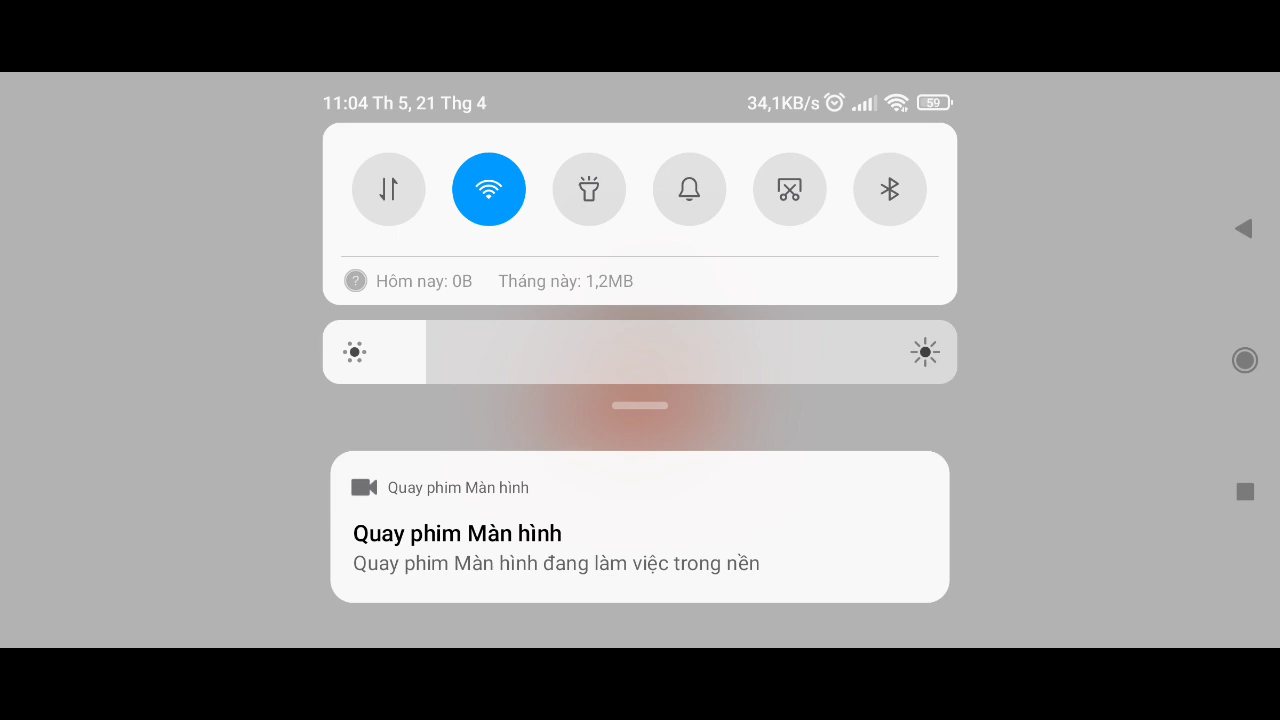 11:04 Th 5, 21 Thg 4
34,1KB/s 59
? Hôm nay: 0B Tháng này: 1,2MB
Quay phim Màn hình
Quay phim Màn hình
Quay phim Màn hình đang làm việc trong nền